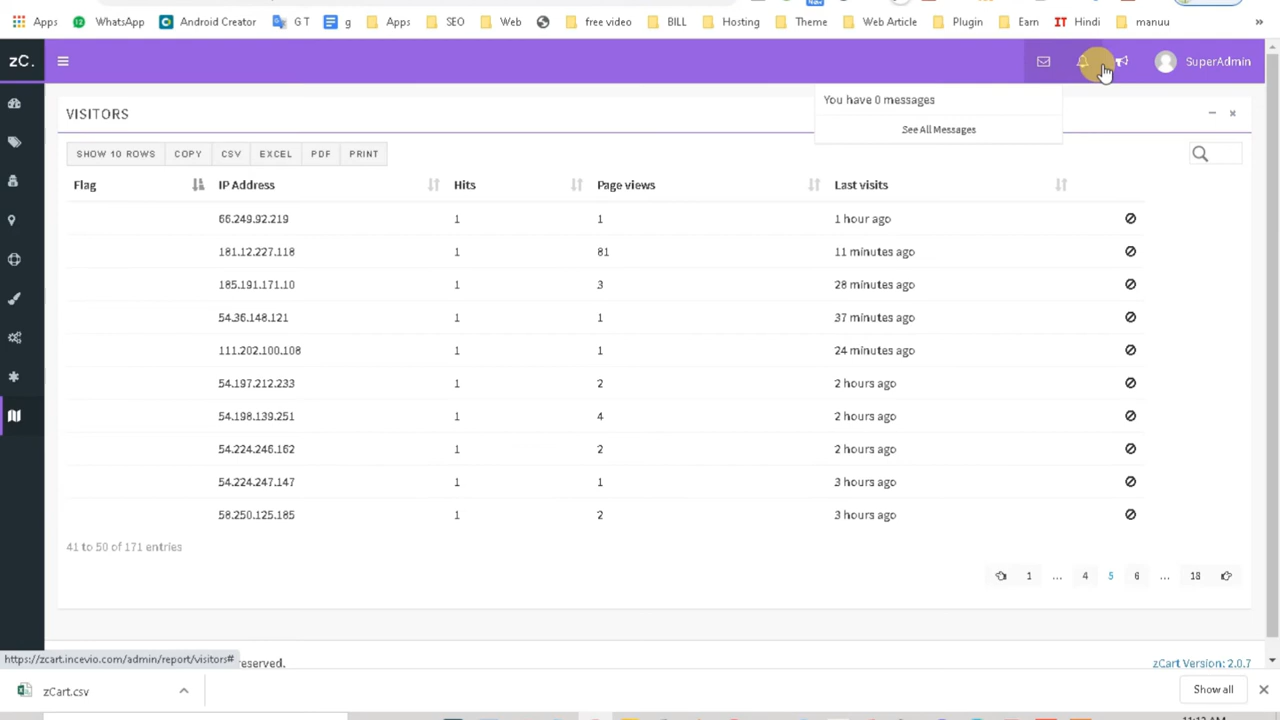 Apps WhatsApp Android Creator G T g Apps SEO Web free video BILL Hosting Theme Web Article Plugin Earn IT Hindi manuu »
zC. SuperAdmin
You have 0 messages
See All Messages
VISITORS
SHOW 10 ROWS COPY CSV EXCEL PDF PRINT
Flag IP Address Hits Page views Last visits
66.249.92.219 1 1 1 hour ago
181.12.227.118 1 81 11 minutes ago
185.191.171.10 1 3 28 minutes ago
54.36.148.121 1 1 37 minutes ago
111.202.100.108 1 1 24 minutes ago
54.197.212.233 1 2 2 hours ago
54.198.139.251 1 4 2 hours ago
54.224.246.162 1 2 2 hours ago
54.224.247.147 1 1 3 hours ago
58.250.125.185 1 2 3 hours ago
41 to 50 of 171 entries
1 ... 4 5 6 ... 18
https://zcart.incevio.com/admin/report/visitors# eserved. zCart Version: 2.0.7
zCart.csv Show all